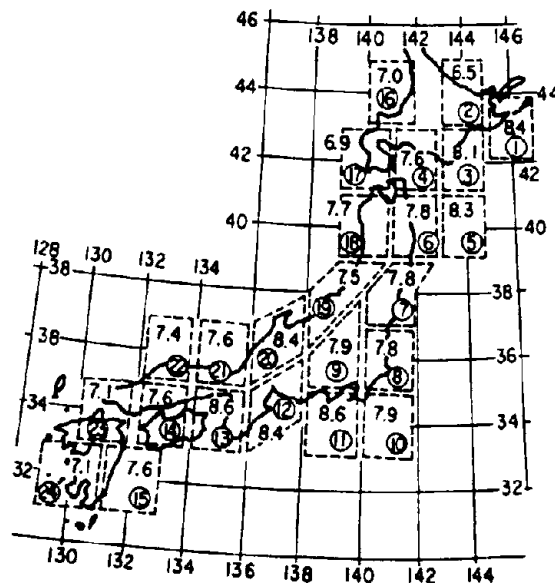 46 138 140 142 144 146
7.0 6.5
44 ⑯ ② 44
8.4
6.9 7.6 8.1 ①
42 ⑰ ④ ③ 42
7.7 7.8 8.3
40 ⑱ ⑥ ⑤
128 130 132 134
38 7.5 7.8 38
⑲ ⑦
36 7.4 7.6 8.4 7.9 7.8 36
㉒ ㉑ ⑳ ⑨ ⑧
34 7. 7.6 8.6 8.6 7.9 34
㉓ ⑭ ⑬ ⑫ 8.4 ⑪ ⑩
32 7.1 7.6 32
㉔ ⑮
130 132 134 136 138 140 142 144